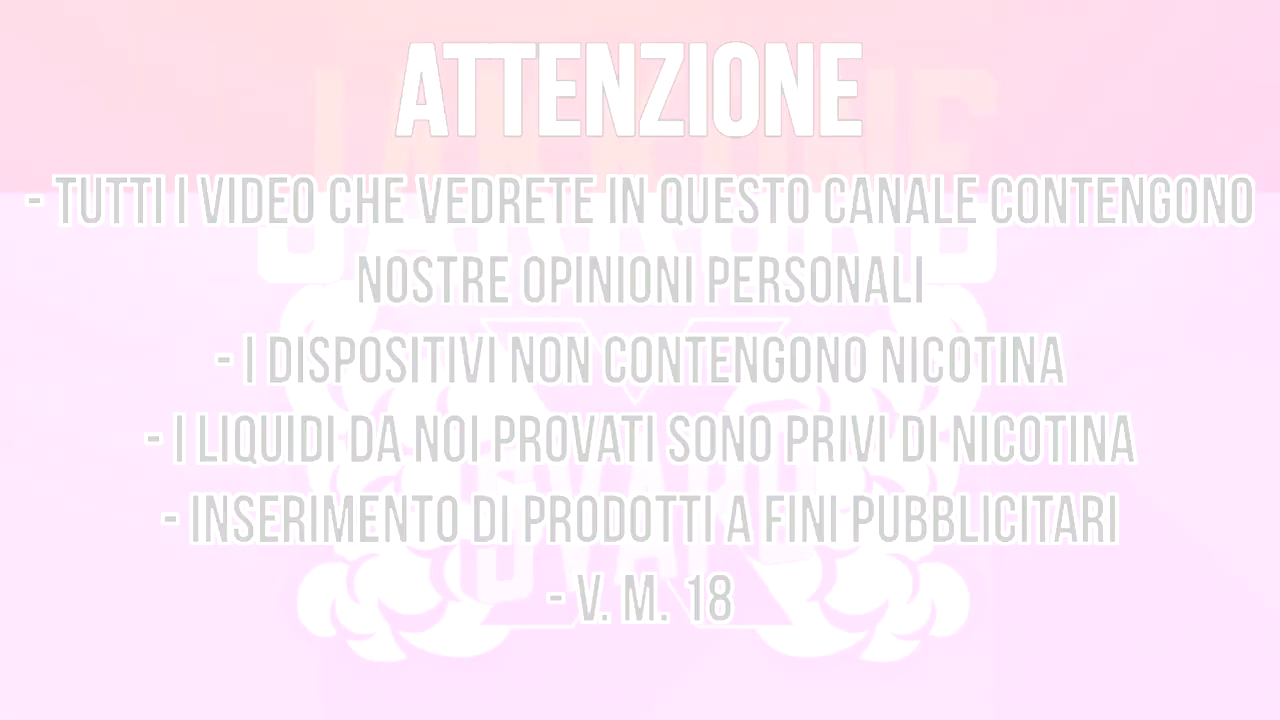 ATTENZIONE
- TUTTI I VIDEO CHE VEDRETE IN QUESTO CANALE CONTENGONO
NOSTRE OPINIONI PERSONALI
- I DISPOSITIVI NON CONTENGONO NICOTINA
- I LIQUIDI DA NOI PROVATI SONO PRIVI DI NICOTINA
- INSERIMENTO DI PRODOTTI A FINI PUBBLICITARI
- V. M. 18